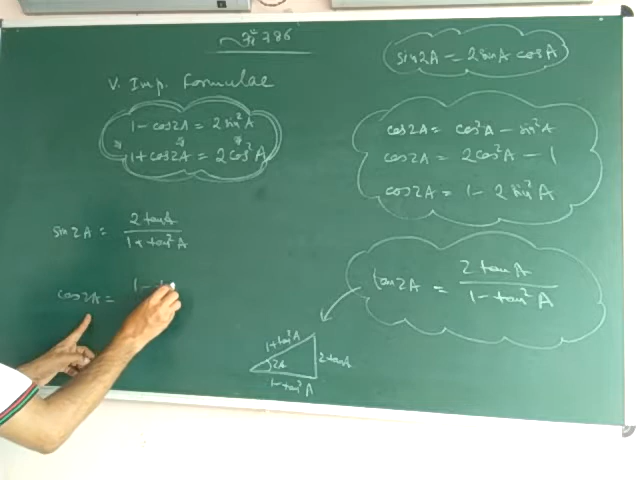 786
V. Imp. Formulae
1 - cos2A = 2 sin²A
1 + cos2A = 2 cos²A
sin2A = 2 tanA / 1 + tan²A
cos2A = 1 -
sin2A = 2 sinA cosA
cos2A = cos²A - sin²A
cos2A = 2cos²A - 1
cos2A = 1 - 2 sin²A
tan2A = 2 tanA / 1 - tan²A
1+tan²A
2A
2 tanA
1 - tan²A